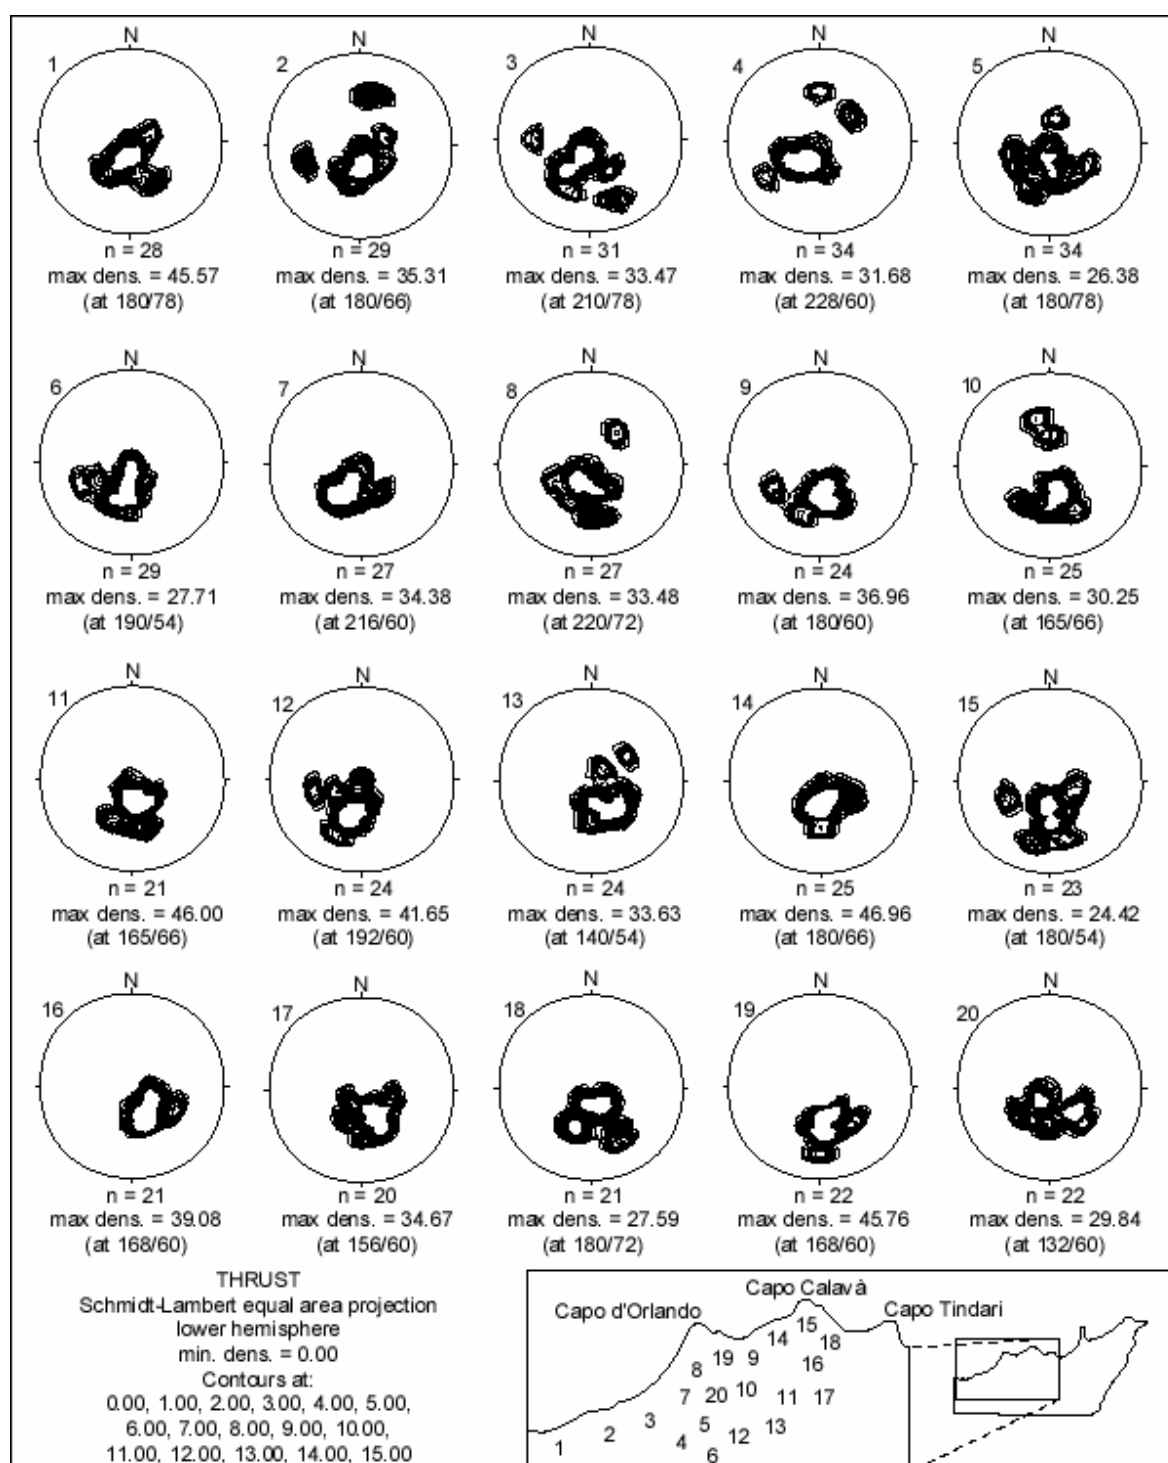 N N N N N
1 2 3 4 5
n = 28 n = 29 n = 31 n = 34 n = 34
max dens. = 45.57 max dens. = 35.31 max dens. = 33.47 max dens. = 31.68 max dens. = 26.38
(at 180/78) (at 180/66) (at 210/78) (at 228/60) (at 180/78)
N N N N N
6 7 8 9 10
n = 29 n = 27 n = 27 n = 24 n = 25
max dens. = 27.71 max dens. = 34.38 max dens. = 33.48 max dens. = 36.96 max dens. = 30.25
(at 190/54) (at 216/60) (at 220/72) (at 180/60) (at 165/66)
N N N N N
11 12 13 14 15
n = 21 n = 24 n = 24 n = 25 n = 23
max dens. = 46.00 max dens. = 41.65 max dens. = 33.63 max dens. = 46.96 max dens. = 24.42
(at 165/66) (at 192/60) (at 140/54) (at 180/66) (at 180/54)
N N N N N
16 17 18 19 20
n = 21 n = 20 n = 21 n = 22 n = 22
max dens. = 39.08 max dens. = 34.67 max dens. = 27.59 max dens. = 45.76 max dens. = 29.84
(at 168/60) (at 156/60) (at 180/72) (at 168/60) (at 132/60)
THRUST
Schmidt-Lambert equal area projection
lower hemisphere
min. dens. = 0.00
Contours at:
0.00, 1.00, 2.00, 3.00, 4.00, 5.00,
6.00, 7.00, 8.00, 9.00, 10.00,
11.00, 12.00, 13.00, 14.00, 15.00
Capo Calavà
Capo d'Orlando Capo Tindari
15
14 18
19 9 16
8
7 20 10 11 17
3 5 13
1 2 4 12
6